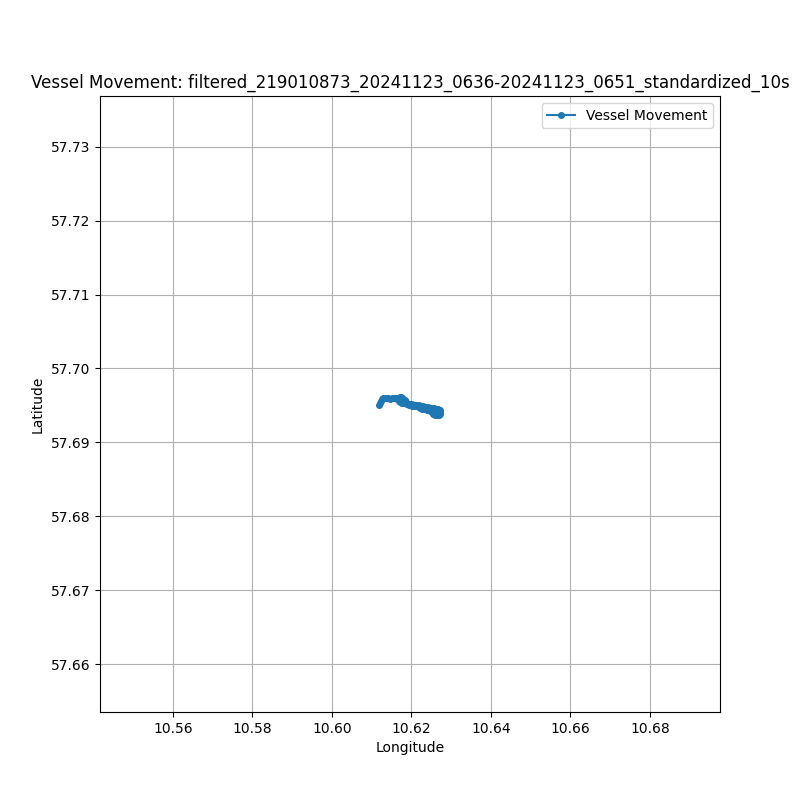 Vessel Movement: filtered_219010873_20241123_0636-20241123_0651_standardized_10s
Vessel Movement
57.73
57.72
57.71
57.70
57.69
57.68
57.67
57.66
Latitude
10.56 10.58 10.60 10.62 10.64 10.66 10.68
Longitude